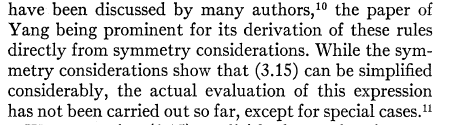 have been discussed by many authors,¹⁰ the paper of
Yang being prominent for its derivation of these rules
directly from symmetry considerations. While the sym-
metry considerations show that (3.15) can be simplified
considerably, the actual evaluation of this expression
has not been carried out so far, except for special cases.¹¹